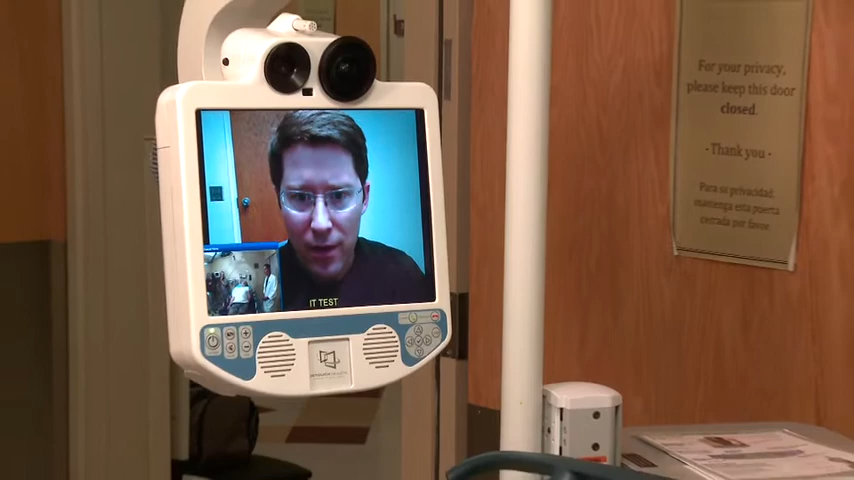 For your privacy,
please keep this door
closed.
- Thank you -
Para su privacidad,
mantenga esta puerta
cerrada por favor
IT TEST